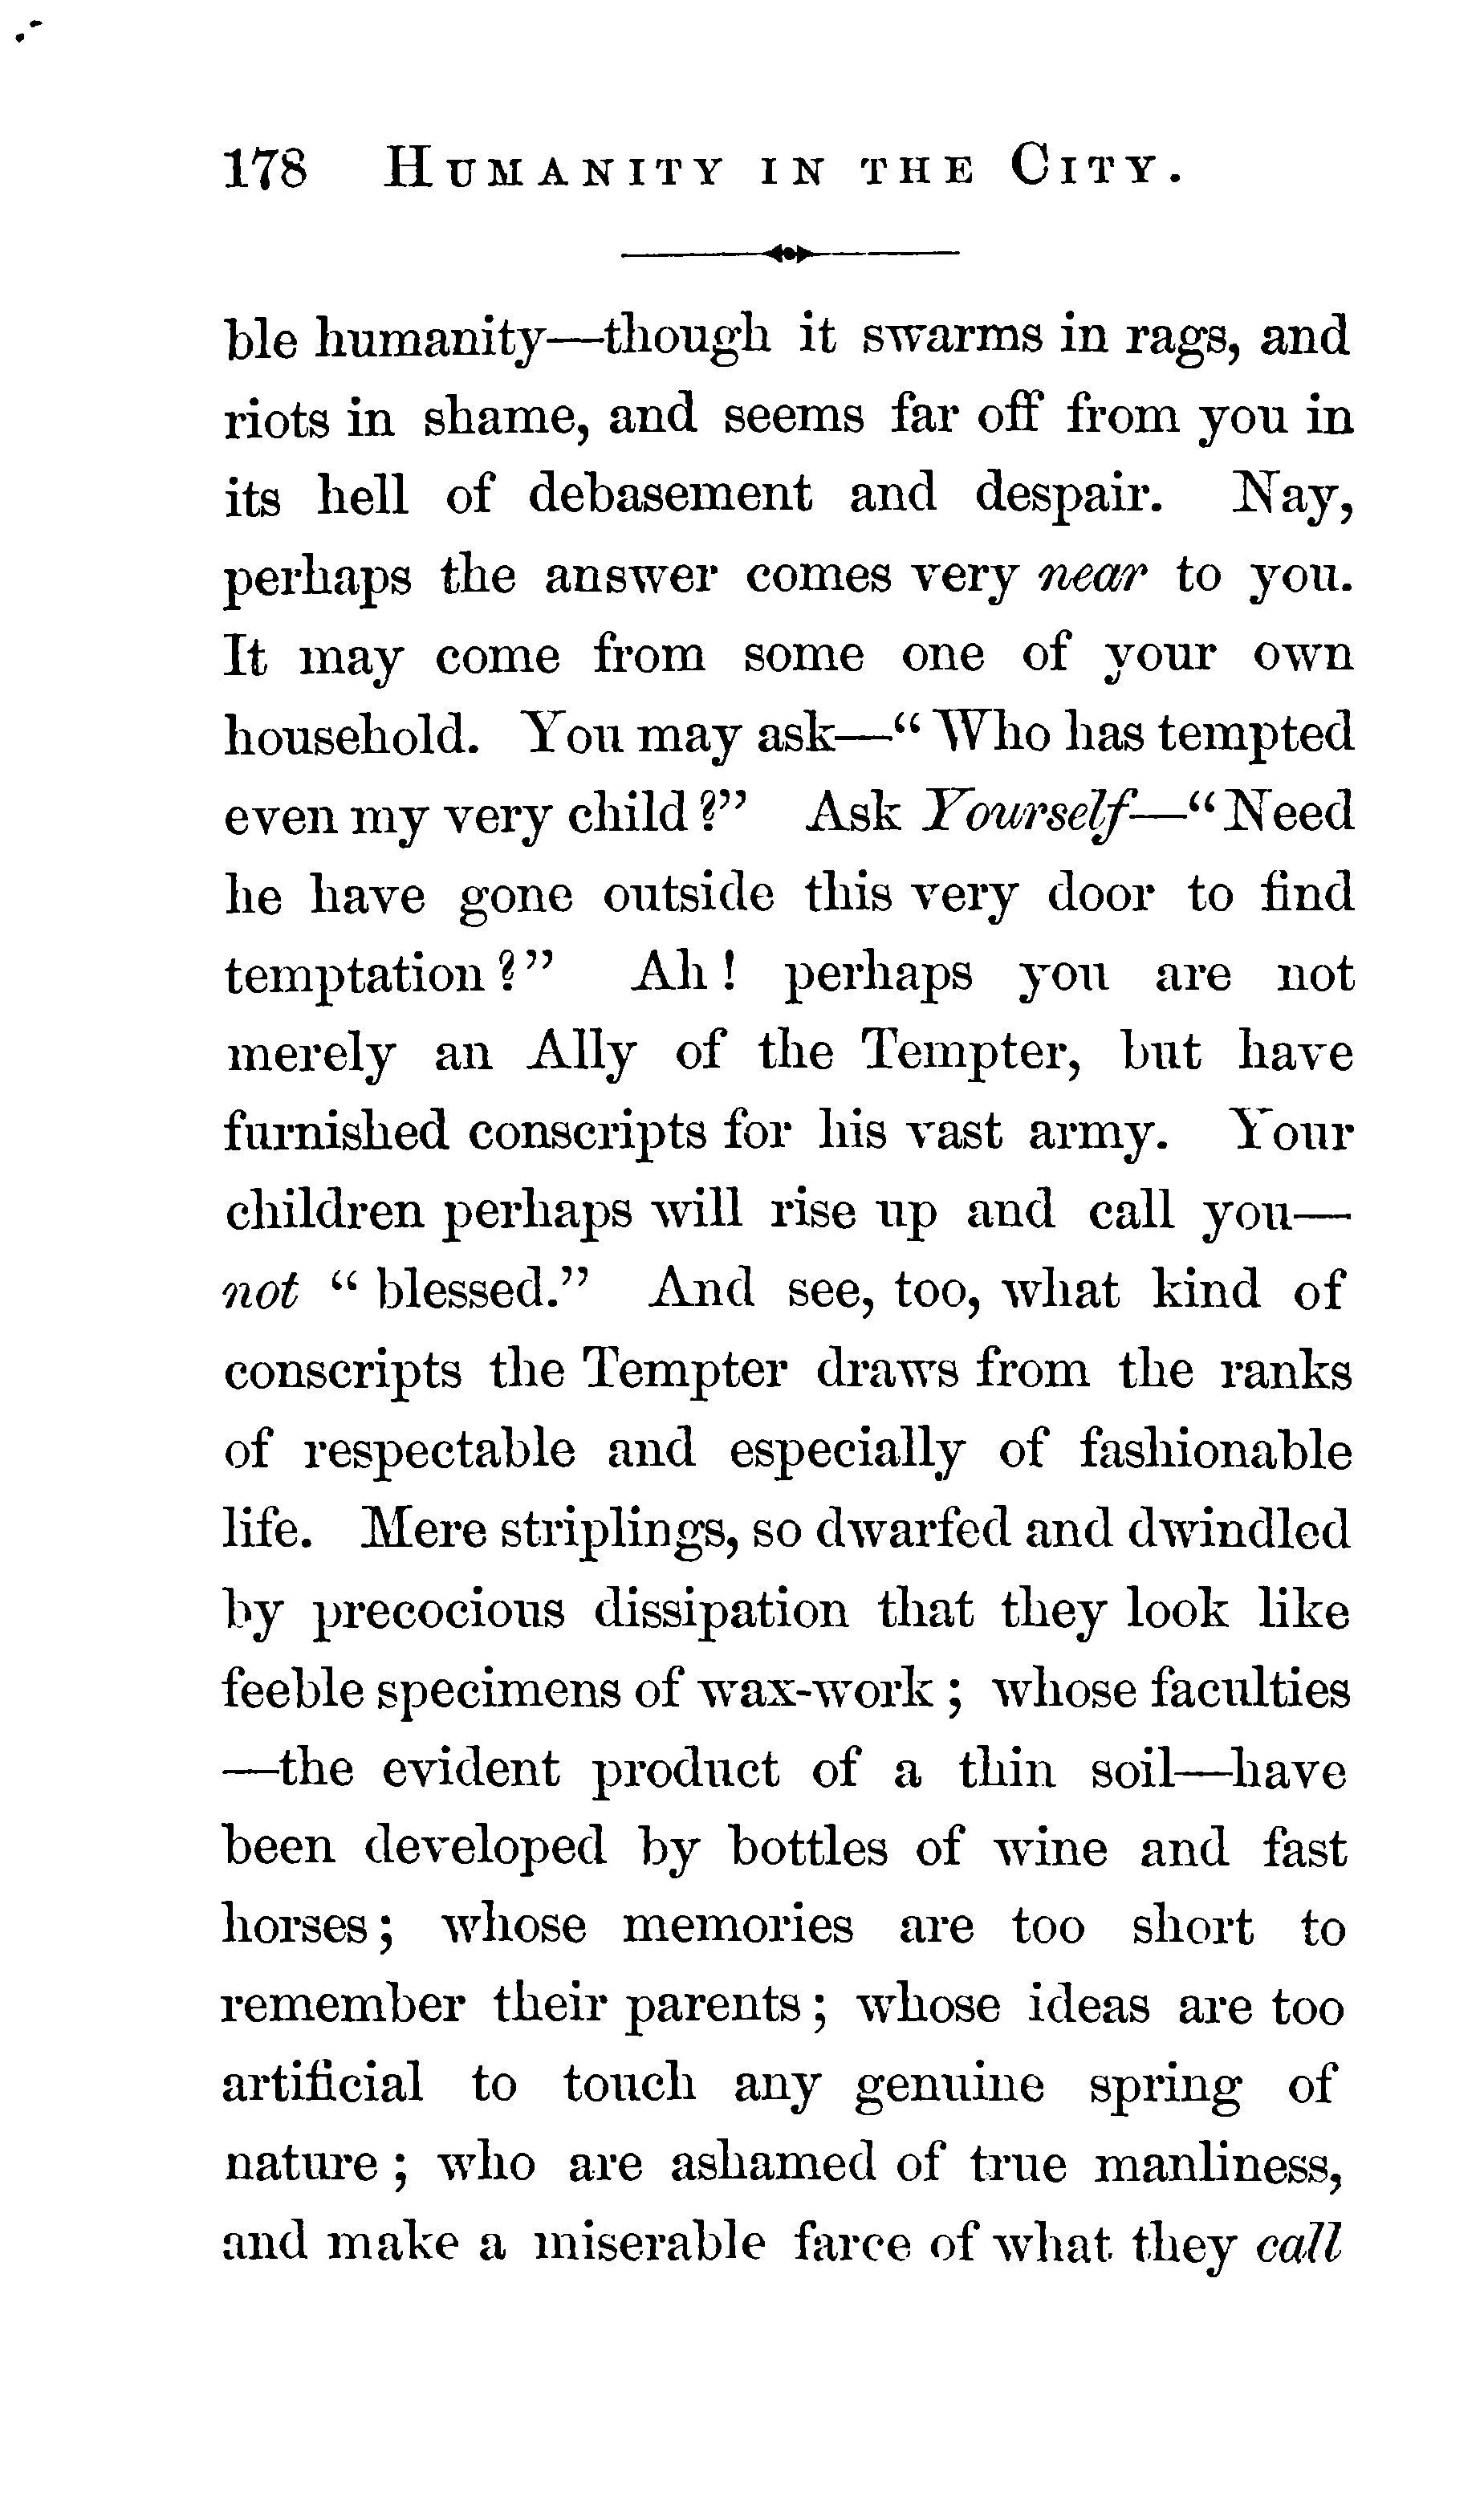 178 HUMANITY IN THE CITY.
ble humanity—though it swarms in rags, and
riots in shame, and seems far off from you in
its hell of debasement and despair. Nay,
perhaps the answer comes very near to you.
It may come from some one of your own
household. You may ask—“Who has tempted
even my very child?” Ask Yourself—“Need
he have gone outside this very door to find
temptation?” Ah! perhaps you are not
merely an Ally of the Tempter, but have
furnished conscripts for his vast army. Your
children perhaps will rise up and call you—
not “blessed.” And see, too, what kind of
conscripts the Tempter draws from the ranks
of respectable and especially of fashionable
life. Mere striplings, so dwarfed and dwindled
by precocious dissipation that they look like
feeble specimens of wax-work; whose faculties
—the evident product of a thin soil—have
been developed by bottles of wine and fast
horses; whose memories are too short to
remember their parents; whose ideas are too
artificial to touch any genuine spring of
nature; who are ashamed of true manliness,
and make a miserable farce of what they call